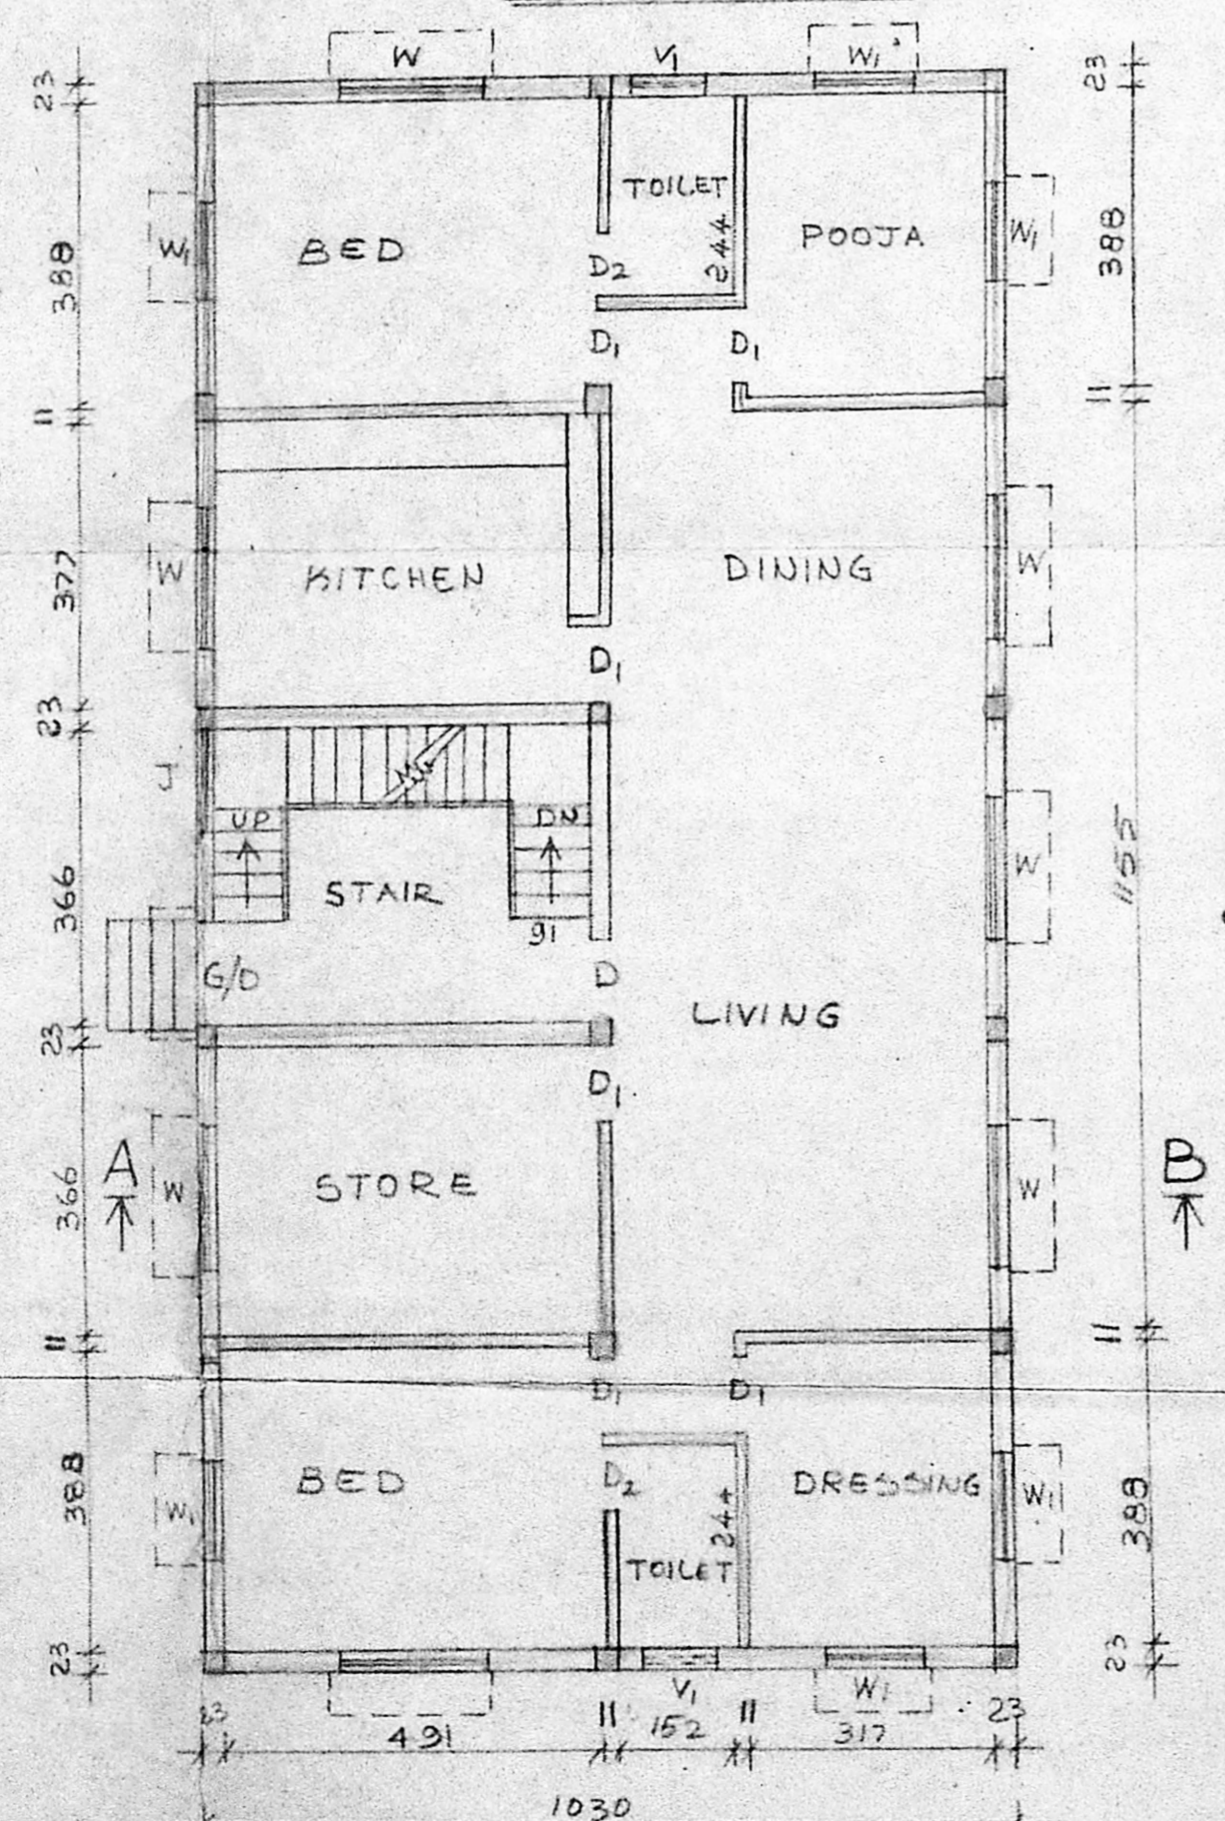 W V1 W1
23 23
TOILET
W1 BED 244 POOJA W1
388 388
D2
D1 D1
11 11
377 W KITCHEN DINING W1
D1
23
J
UP DN
366 STAIR W 1155
91
G/D D
LIVING
23
D1
A B
366 W STORE W
11 11
D1 D1
388 BED D2 DRESSING W1 388
W1 244
TOILET
23 23
V1 W1
23 491 11 152 11 317 23
1030